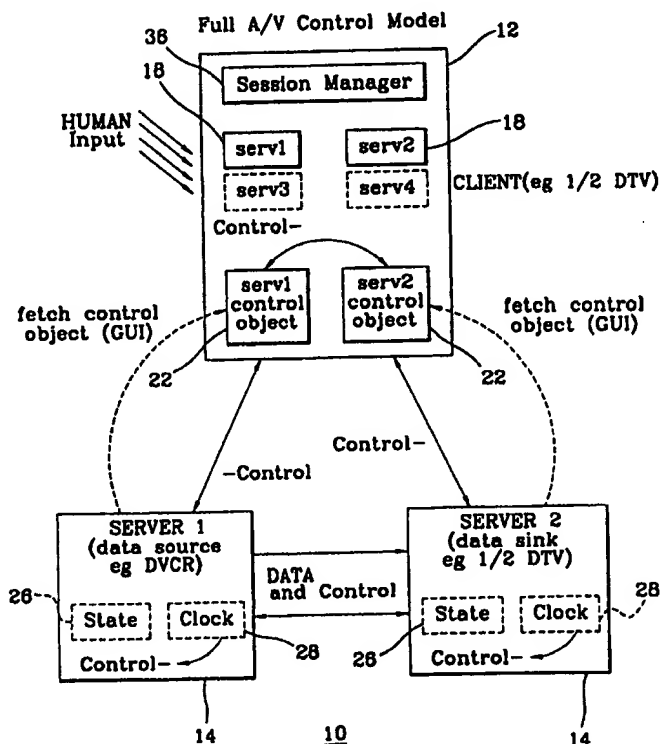 Full A/V Control Model
36
12
Session Manager
18
18
HUMAN
Input
serv1
serv2
serv3
serv4
CLIENT(eg 1/2 DTV)
Control-
serv1
control
object
serv2
control
object
fetch control
object (GUI)
fetch control
object (GUI)
22
22
Control-
-Control
SERVER 1
(data source
eg DVCR)
SERVER 2
(data sink
eg 1/2 DTV)
DATA
and Control
26
State
Clock
28
Control-
26
State
Clock
28
Control-
14
10
14